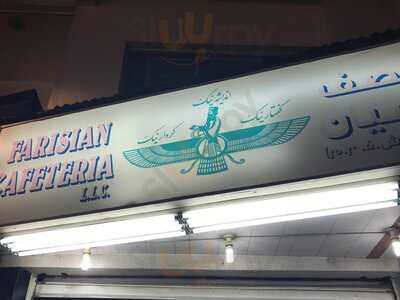 FARISIAN
CAFETERIA
L.L.C.
اندیشه نیک
گفتار نیک
کردار نیک